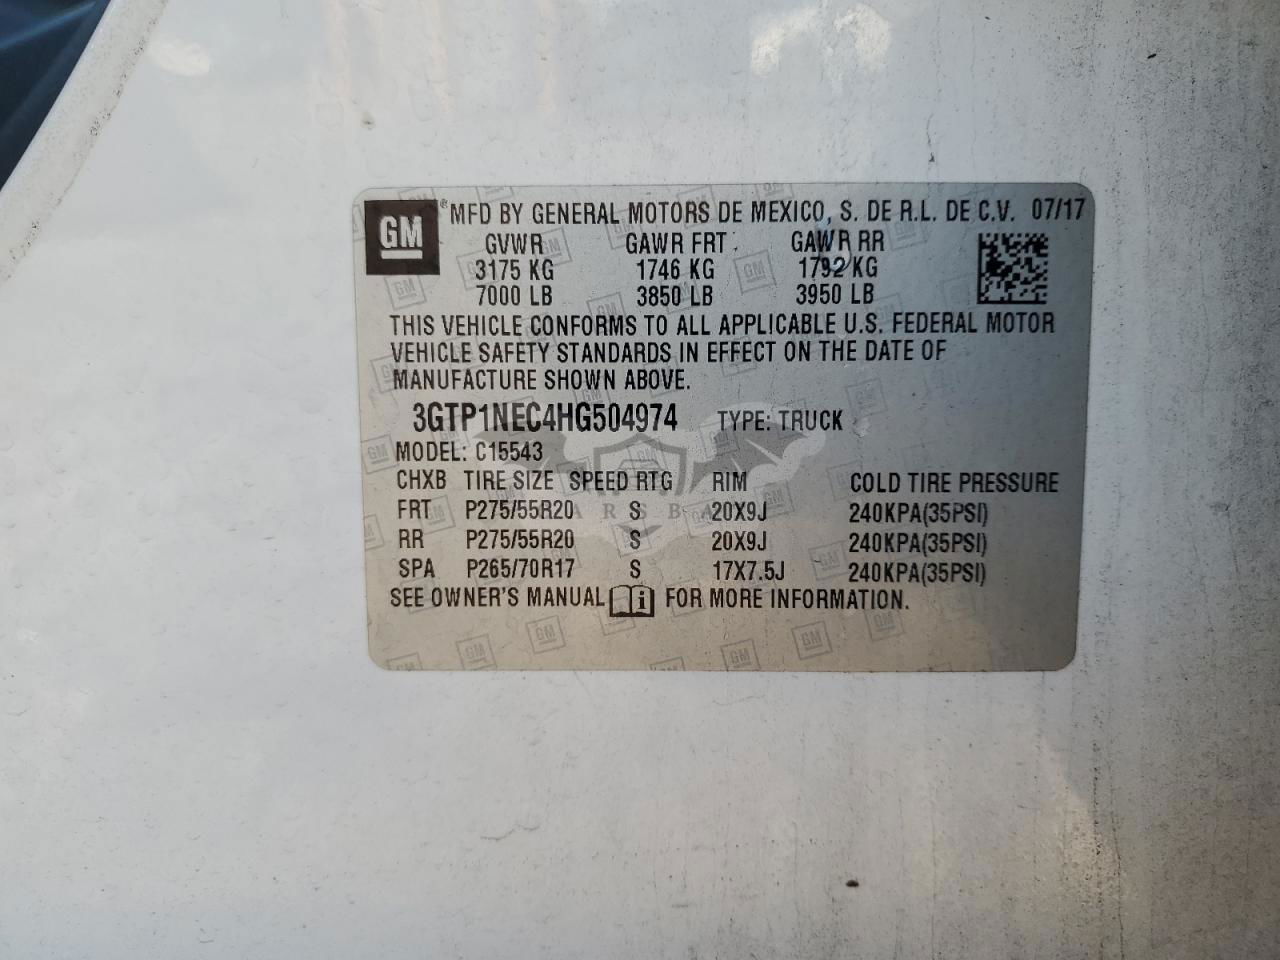 GM ® MFD BY GENERAL MOTORS DE MEXICO, S. DE R.L. DE C.V. 07/17
GVWR GAWR FRT GAWR RR
3175 KG 1746 KG 1792 KG
7000 LB 3850 LB 3950 LB
THIS VEHICLE CONFORMS TO ALL APPLICABLE U.S. FEDERAL MOTOR
VEHICLE SAFETY STANDARDS IN EFFECT ON THE DATE OF
MANUFACTURE SHOWN ABOVE.
3GTP1NEC4HG504974 TYPE: TRUCK
MODEL: C15543
CHXB TIRE SIZE SPEED RTG RIM COLD TIRE PRESSURE
FRT P275/55R20 S 20X9J 240KPA(35PSI)
RR P275/55R20 S 20X9J 240KPA(35PSI)
SPA P265/70R17 S 17X7.5J 240KPA(35PSI)
SEE OWNER'S MANUAL i FOR MORE INFORMATION.